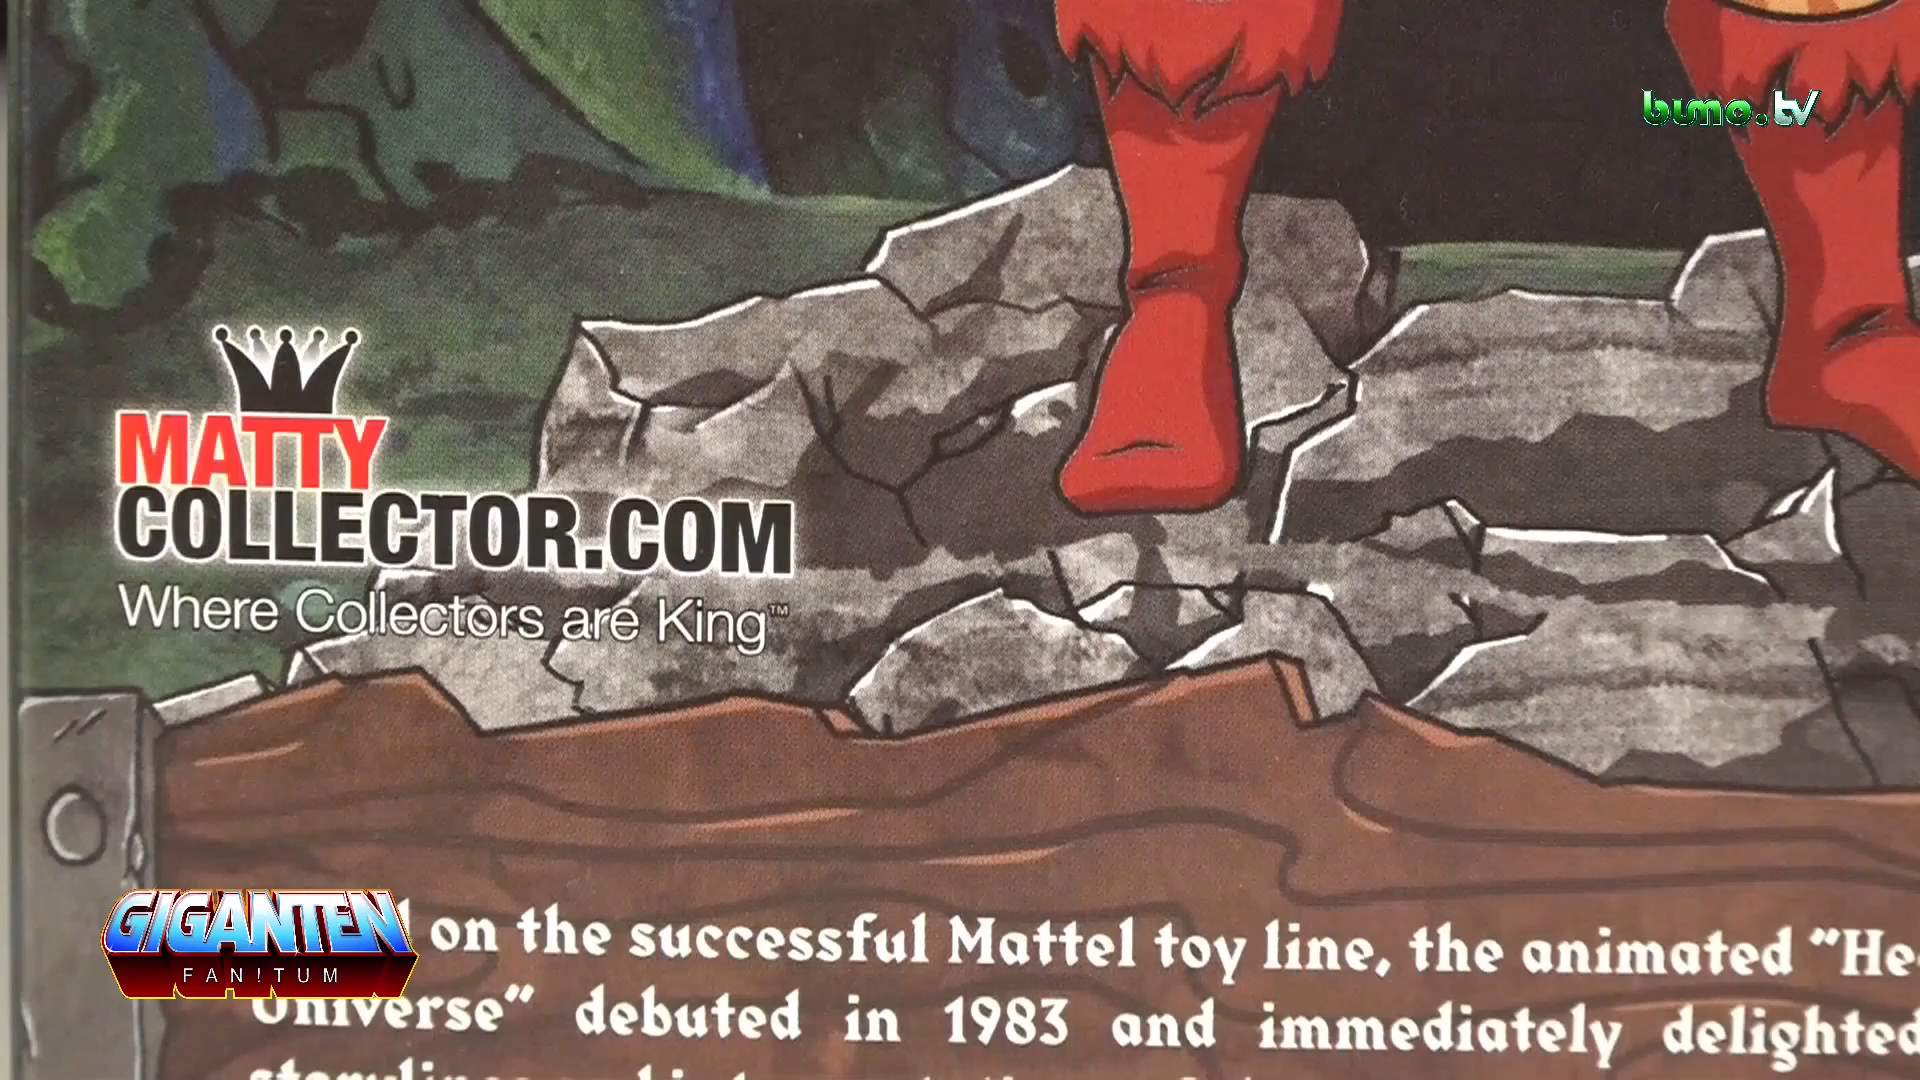 bumo.tv
MATTY
COLLECTOR.COM
Where Collectors are King™
GIGANTEN
FAN!TUM
on the successful Mattel toy line, the animated "He-
Universe" debuted in 1983 and immediately delighted